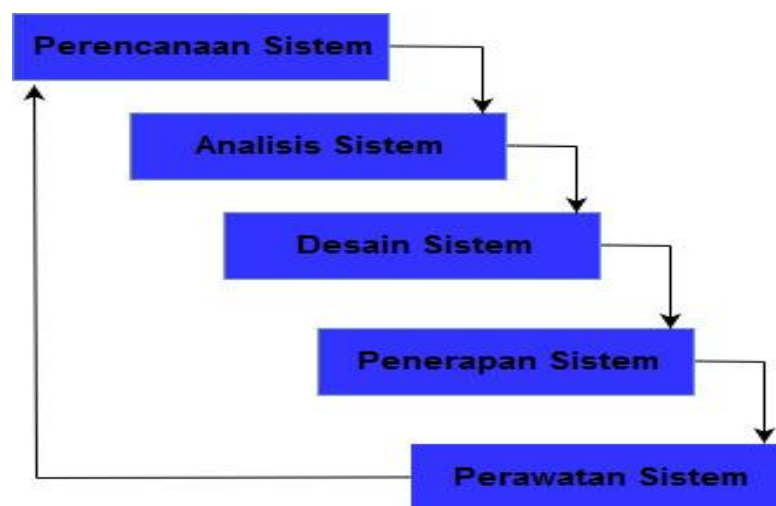 Perencanaan Sistem
Analisis Sistem
Desain Sistem
Penerapan Sistem
Perawatan Sistem